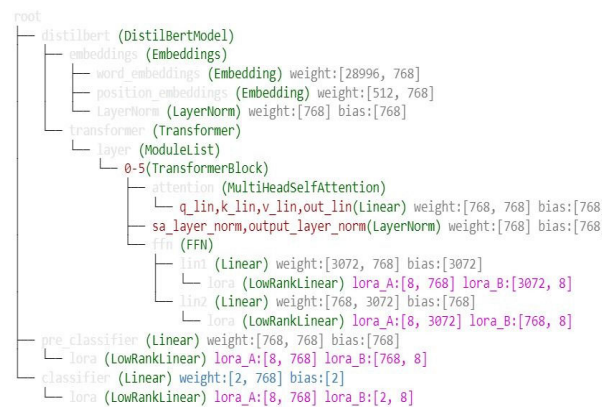 root
├── distilbert (DistilBertModel)
│   ├── embeddings (Embeddings)
│   │   ├── word_embeddings (Embedding) weight:[28996, 768]
│   │   ├── position_embeddings (Embedding) weight:[512, 768]
│   │   └── LayerNorm (LayerNorm) weight:[768] bias:[768]
│   └── transformer (Transformer)
│       └── layer (ModuleList)
│           └── 0-5(TransformerBlock)
│               ├── attention (MultiHeadSelfAttention)
│               │   └── q_lin,k_lin,v_lin,out_lin(Linear) weight:[768, 768] bias:[768
│               ├── sa_layer_norm,output_layer_norm(LayerNorm) weight:[768] bias:[768
│               └── ffn (FFN)
│                   ├── lin1 (Linear) weight:[3072, 768] bias:[3072]
│                   │   └── lora (LowRankLinear) lora_A:[8, 768] lora_B:[3072, 8]
│                   └── lin2 (Linear) weight:[768, 3072] bias:[768]
│                       └── lora (LowRankLinear) lora_A:[8, 3072] lora_B:[768, 8]
├── pre_classifier (Linear) weight:[768, 768] bias:[768]
│   └── lora (LowRankLinear) lora_A:[8, 768] lora_B:[768, 8]
└── classifier (Linear) weight:[2, 768] bias:[2]
    └── lora (LowRankLinear) lora_A:[8, 768] lora_B:[2, 8]